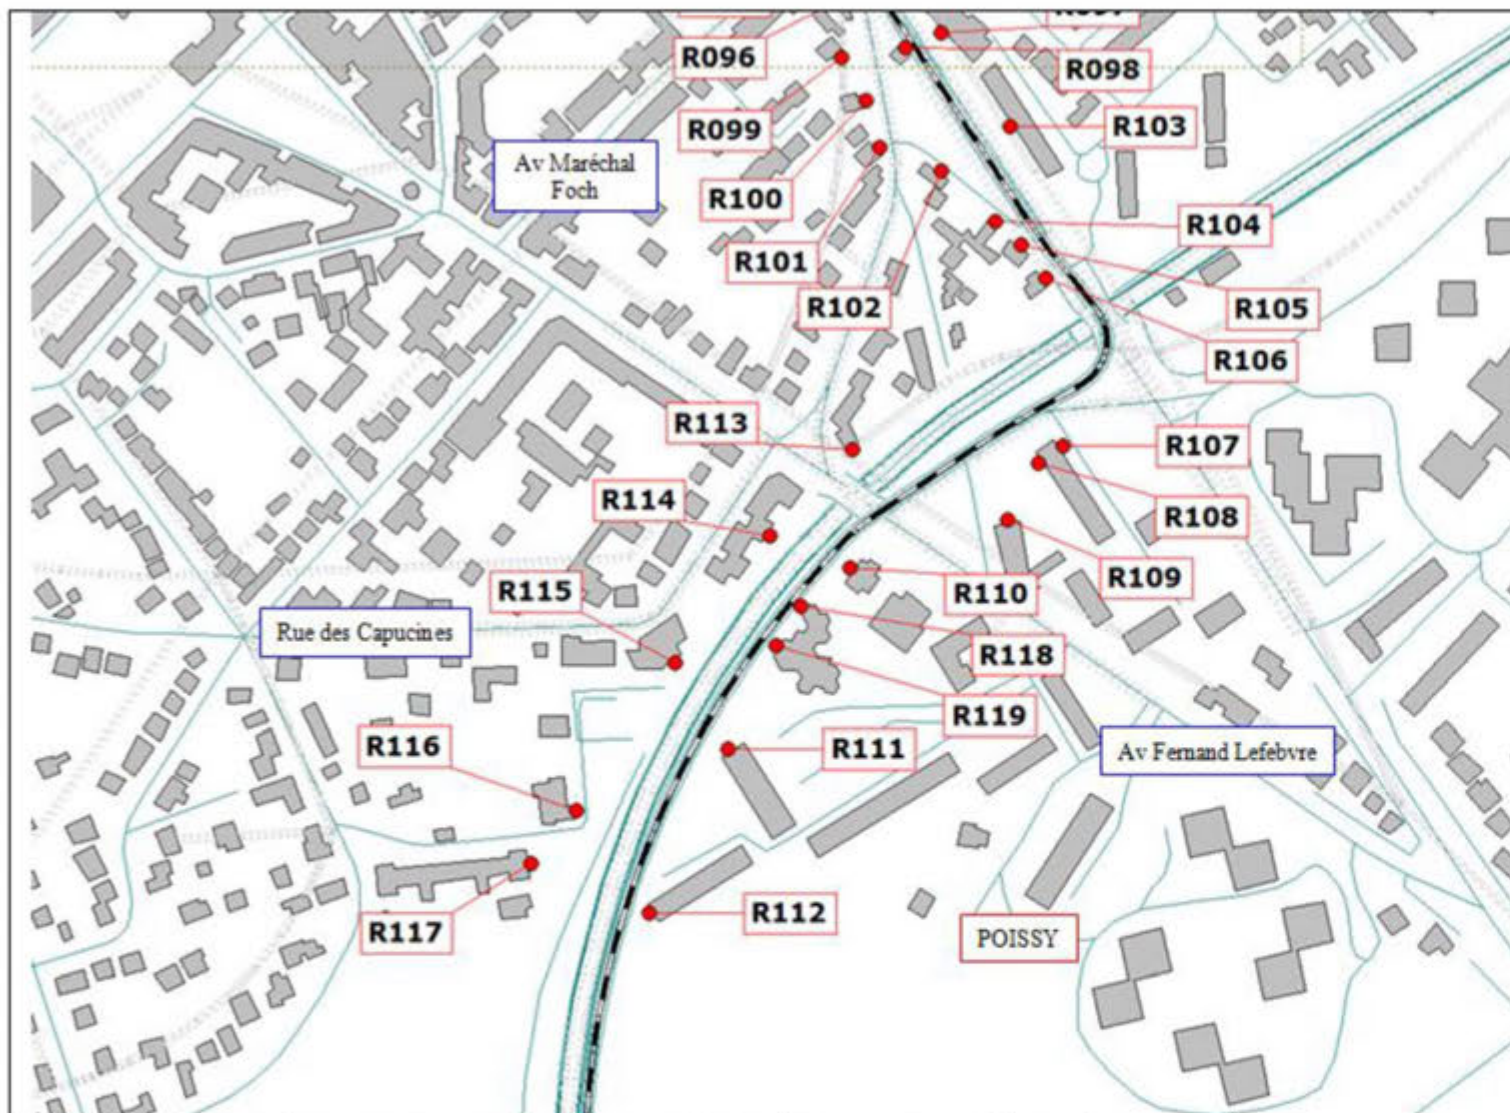 R096
R098
R099
R103
Av Maréchal
Foch
R100
R104
R101
R102
R105
R106
R113
R107
R114
R108
R115
R109
R110
Rue des Capucines
R118
R119
R116
R111
Av Fernand Lefebvre
R117
R112
POISSY